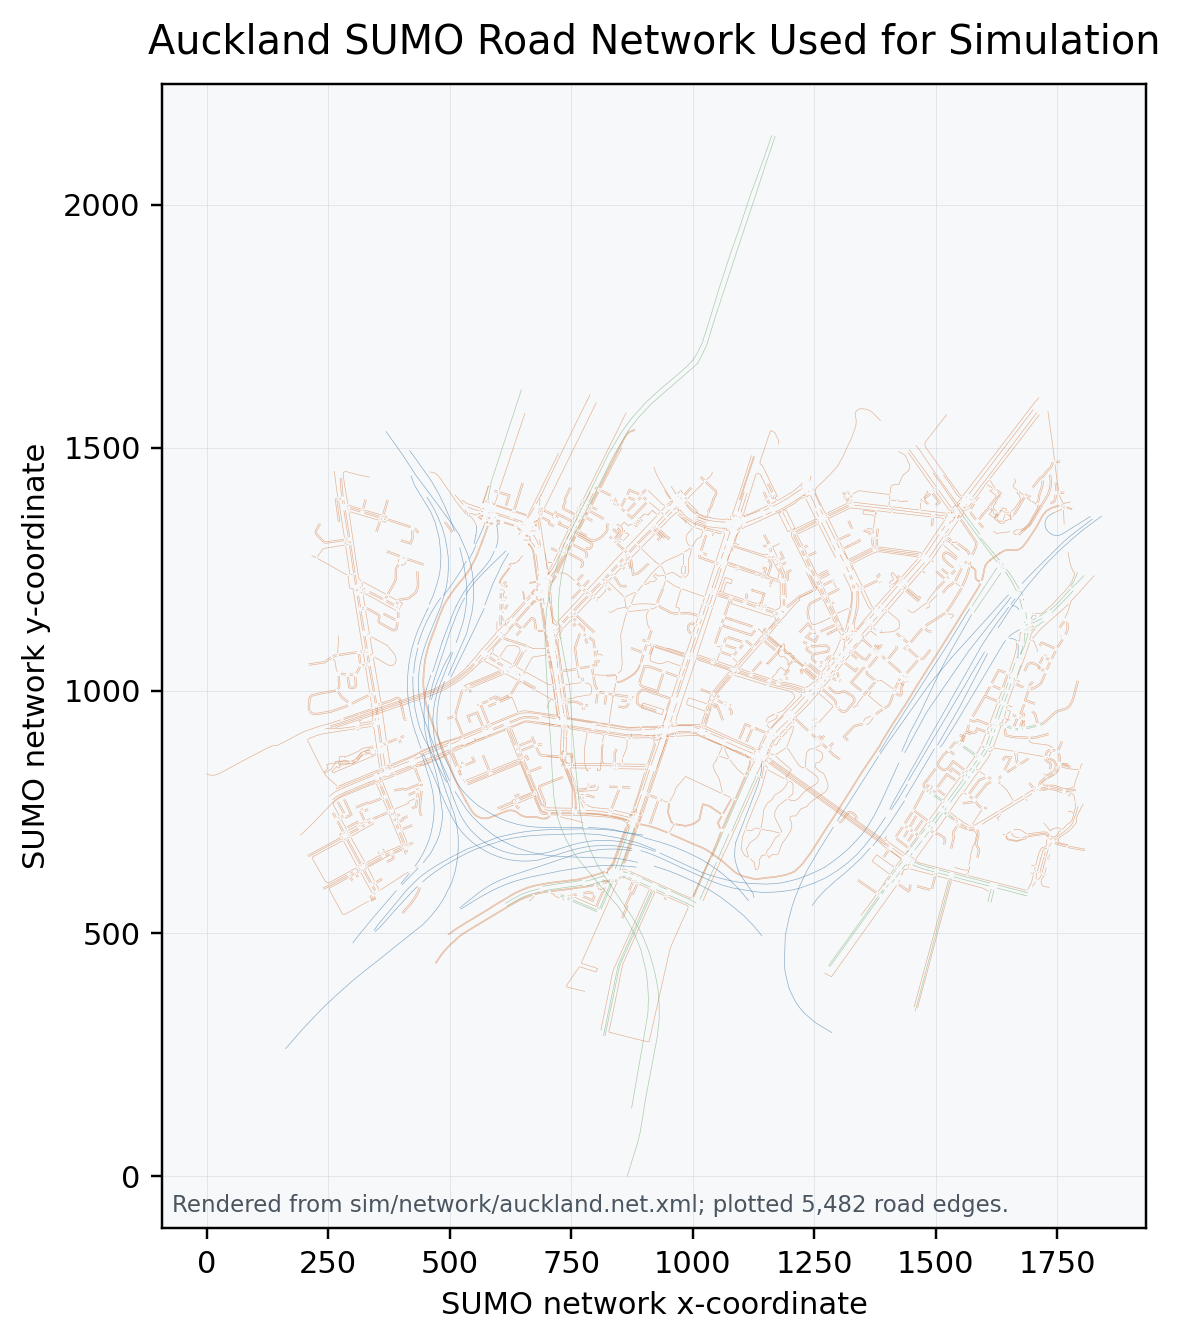 Auckland SUMO Road Network Used for Simulation
SUMO network y-coordinate
2000
1500
1000
500
0
Rendered from sim/network/auckland.net.xml; plotted 5,482 road edges.
0 250 500 750 1000 1250 1500 1750
SUMO network x-coordinate